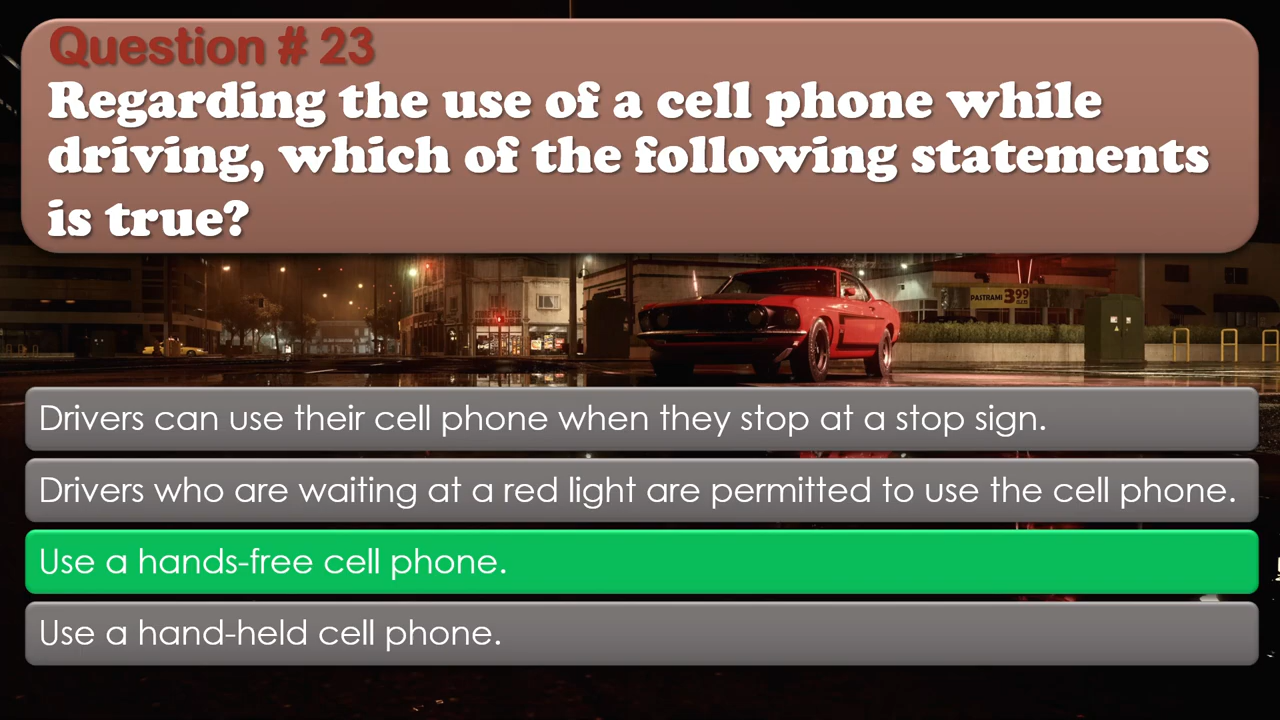 Question # 23
Regarding the use of a cell phone while
driving, which of the following statements
is true?
PASTRAMI 3.99
Drivers can use their cell phone when they stop at a stop sign.
Drivers who are waiting at a red light are permitted to use the cell phone.
Use a hands-free cell phone.
Use a hand-held cell phone.